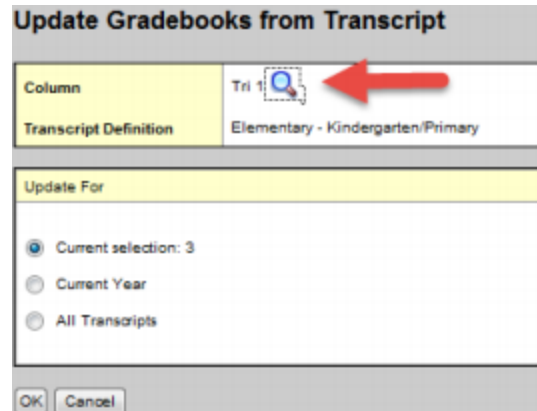 Update Gradebooks from Transcript
Column Tri 1
Transcript Definition Elementary - Kindergarten/Primary
Update For
Current selection: 3
Current Year
All Transcripts
OK Cancel